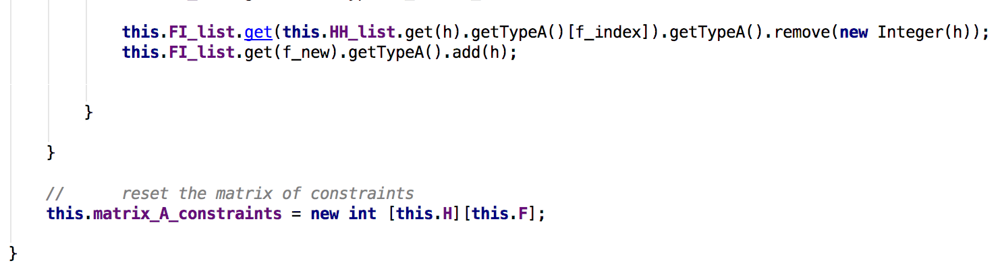 this.FI_list.get(this.HH_list.get(h).getTypeA()[f_index]).getTypeA().remove(new Integer(h));
this.FI_list.get(f_new).getTypeA().add(h);
}
}
// reset the matrix of constraints
this.matrix_A_constraints = new int [this.H][this.F];
}